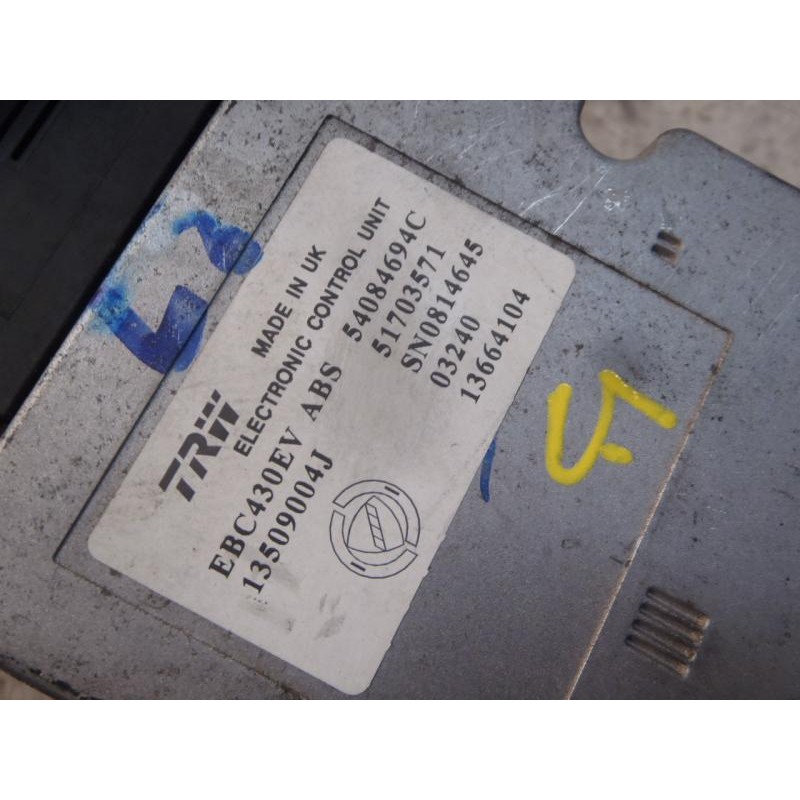 TRW
MADE IN UK
ELECTRONIC CONTROL UNIT
EBC430EV ABS 54084694C
13509004J 51703571
SN0814645
03240
13664104